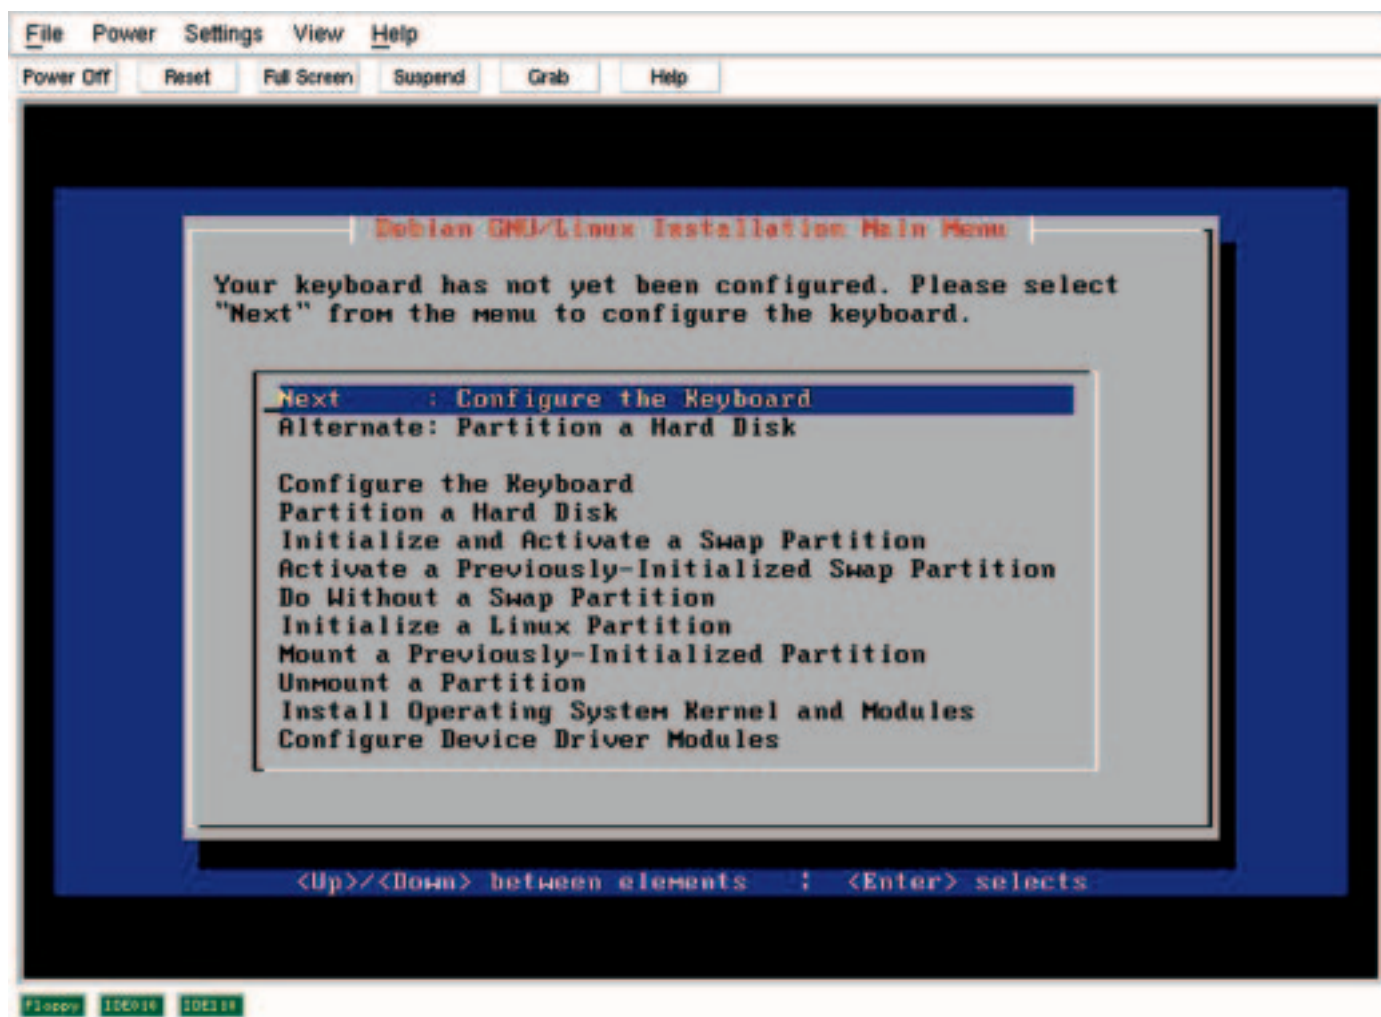 File Power Settings View Help
Power Off Reset Full Screen Suspend Grab Help
Debian GNU/Linux Installation Main Menu
Your keyboard has not yet been configured. Please select
"Next" from the menu to configure the keyboard.
Next : Configure the Keyboard
Alternate: Partition a Hard Disk
Configure the Keyboard
Partition a Hard Disk
Initialize and Activate a Swap Partition
Activate a Previously-Initialized Swap Partition
Do Without a Swap Partition
Initialize a Linux Partition
Mount a Previously-Initialized Partition
Unmount a Partition
Install Operating System Kernel and Modules
Configure Device Driver Modules
<Up>/<Down> between elements | <Enter> selects
Floppy